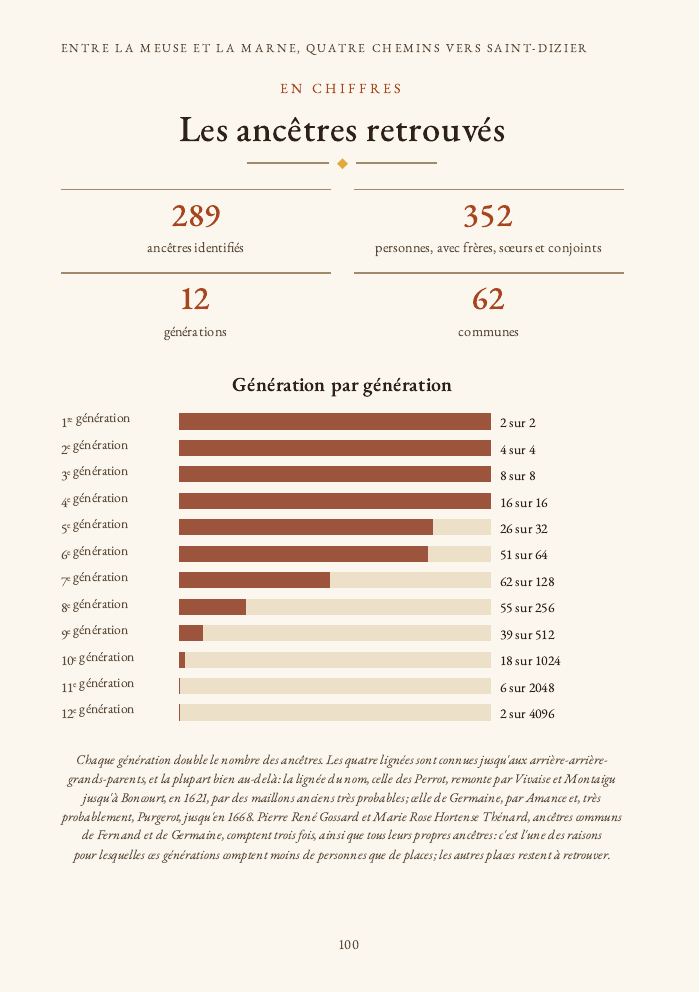 ENTRE LA MEUSE ET LA MARNE, QUATRE CHEMINS VERS SAINT-DIZIER
EN CHIFFRES
Les ancêtres retrouvés
289
ancêtres identifiés
352
personnes, avec frères, sœurs et conjoints
12
générations
62
communes
Génération par génération
1re génération 2 sur 2
2e génération 4 sur 4
3e génération 8 sur 8
4e génération 16 sur 16
5e génération 26 sur 32
6e génération 51 sur 64
7e génération 62 sur 128
8e génération 55 sur 256
9e génération 39 sur 512
10e génération 18 sur 1024
11e génération 6 sur 2048
12e génération 2 sur 4096
Chaque génération double le nombre des ancêtres. Les quatre lignées sont connues jusqu'aux arrière-arrière-
grands-parents, et la plupart bien au-delà : la lignée du nom, celle des Perrot, remonte par Vivaise et Montaigu
jusqu'à Boncourt, en 1621, par des maillons anciens très probables ; celle de Germaine, par Amance et, très
probablement, Purgerot, jusqu'en 1668. Pierre René Gossard et Marie Rose Hortense Thénard, ancêtres communs
de Fernand et de Germaine, comptent trois fois, ainsi que tous leurs propres ancêtres : c'est l'une des raisons
pour lesquelles ces générations comptent moins de personnes que de places ; les autres places restent à retrouver.
100